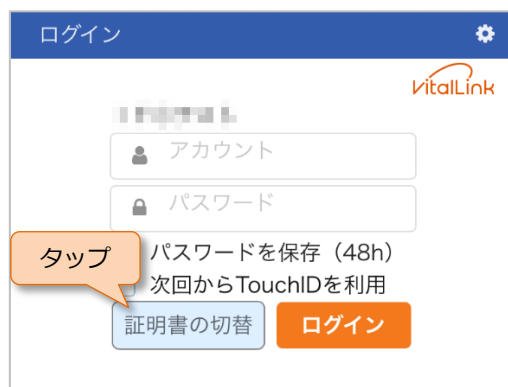 ログイン
VitalLink
アカウント
パスワード
タップ
パスワードを保存（48h）
次回からTouchIDを利用
証明書の切替
ログイン